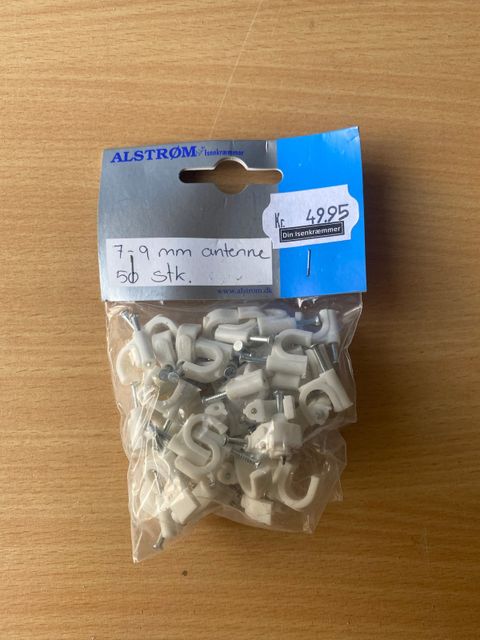 ALSTRØM Isenkræmmer
Kr. 49.95
Din Isenkræmmer
7-9 mm antenne
50 stk.
www.alstrom.dk